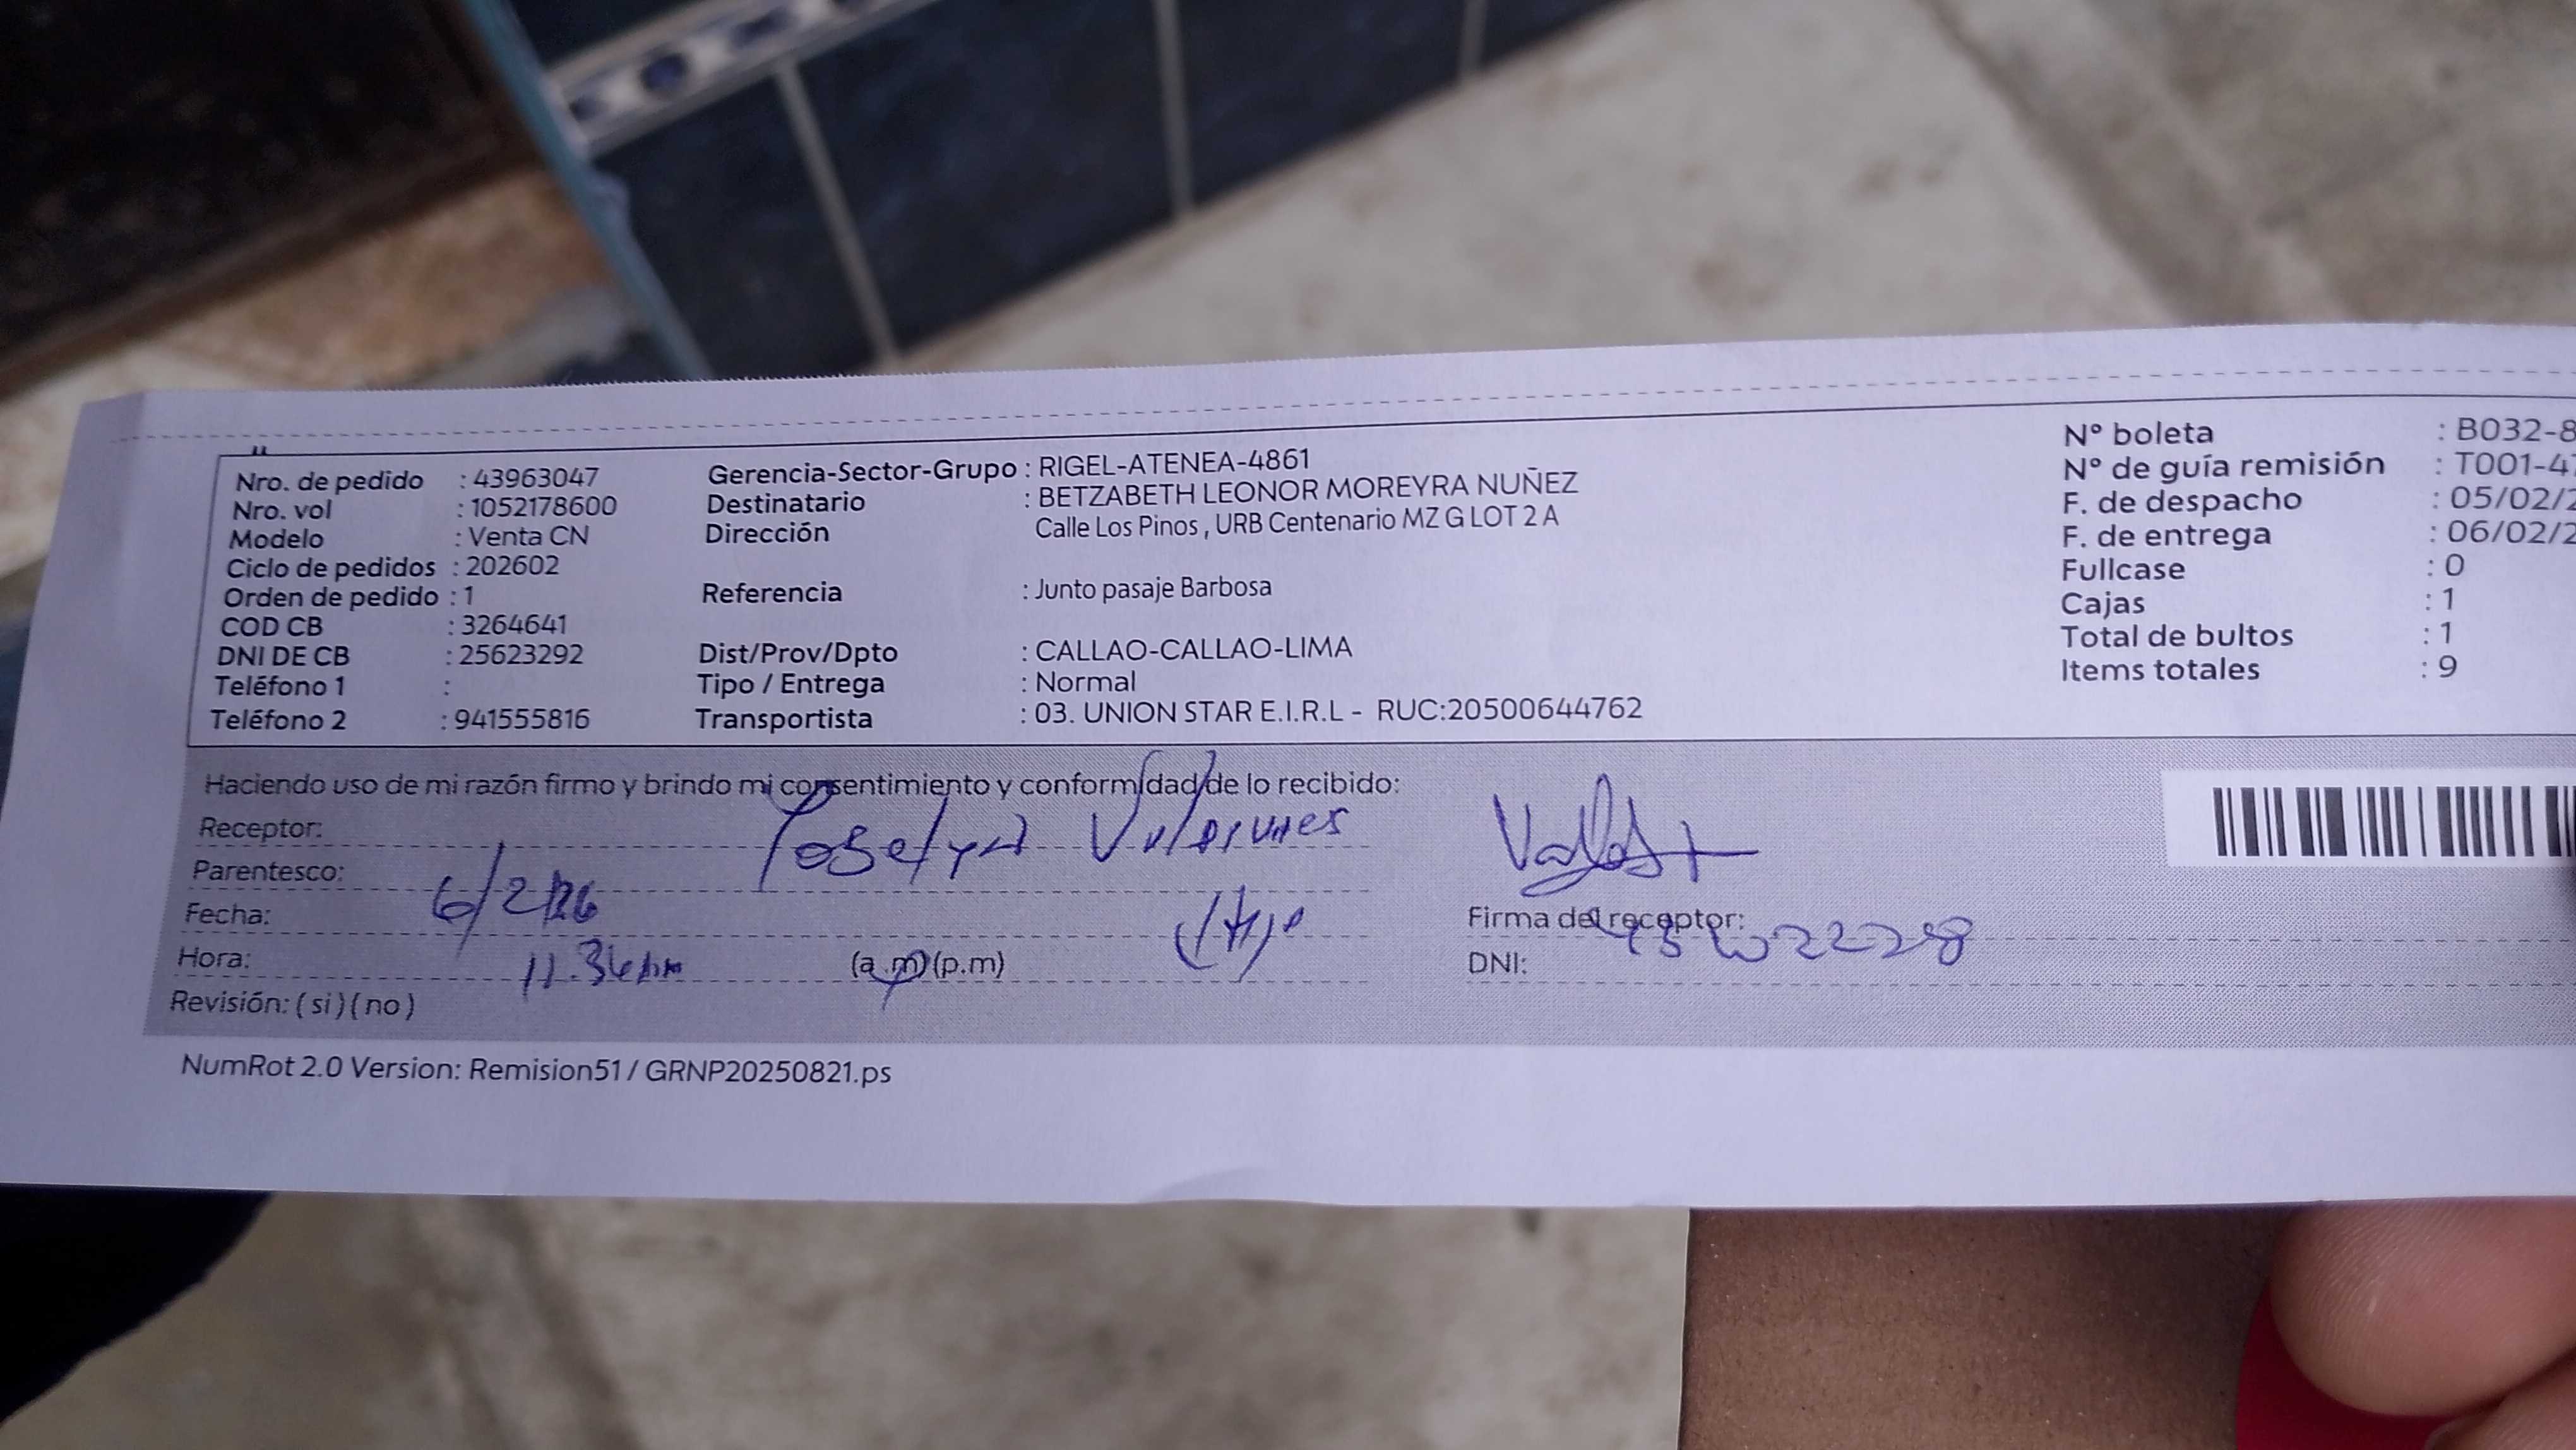 Nro. de pedido : 43963047
Nro. vol : 1052178600
Modelo : Venta CN
Ciclo de pedidos : 202602
Orden de pedido : 1
COD CB : 3264641
DNI DE CB : 25623292
Teléfono 1 :
Teléfono 2 : 941555816
Gerencia-Sector-Grupo : RIGEL-ATENEA-4861
Destinatario : BETZABETH LEONOR MOREYRA NUÑEZ
Dirección Calle Los Pinos , URB Centenario MZ G LOT 2 A
Referencia : Junto pasaje Barbosa
Dist/Prov/Dpto : CALLAO-CALLAO-LIMA
Tipo / Entrega : Normal
Transportista : 03. UNION STAR E.I.R.L - RUC:20500644762
N° boleta : B032-8
N° de guía remisión : T001-4
F. de despacho : 05/02/2
F. de entrega : 06/02/2
Fullcase : 0
Cajas : 1
Total de bultos : 1
Items totales : 9
Haciendo uso de mi razón firmo y brindo mi consentimiento y conformidad de lo recibido:
Receptor:
Parentesco:
Fecha: 6/2/26
Hora: 11.36 (a.m)(p.m)
Revisión: (si)(no)
Firma del receptor:
DNI:
NumRot 2.0 Version: Remision51 / GRNP20250821.ps